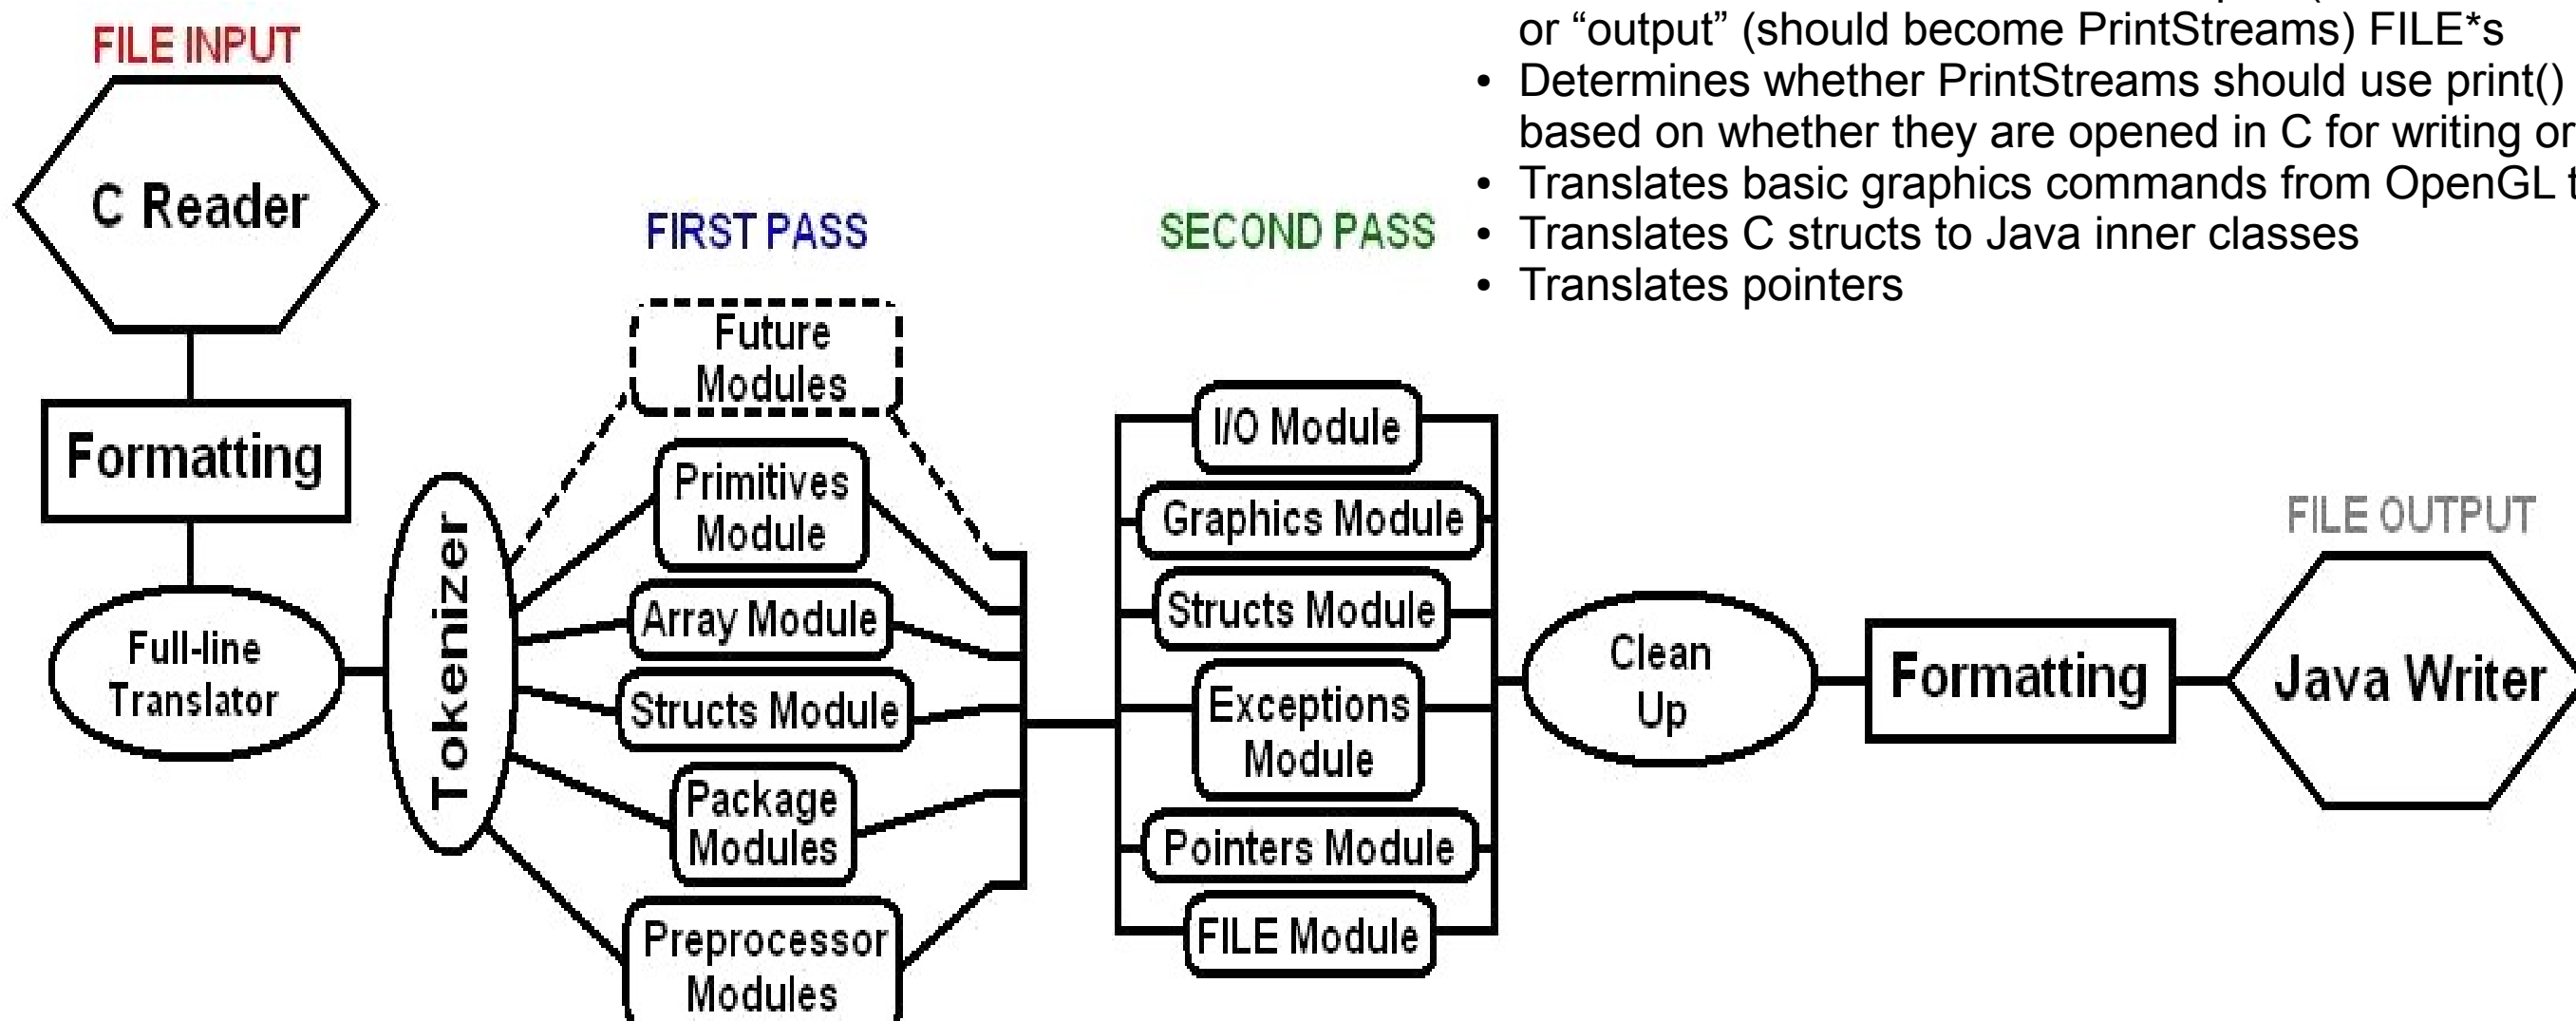 or “output” (should become PrintStreams) FILE*s
• Determines whether PrintStreams should use print()
based on whether they are opened in C for writing or
• Translates basic graphics commands from OpenGL
• Translates C structs to Java inner classes
• Translates pointers
FILE INPUT
C Reader
Formatting
Full-line
Translator
Tokenizer
FIRST PASS
Future
Modules
Primitives
Module
Array Module
Structs Module
Package
Modules
Preprocessor
Modules
SECOND PASS
I/O Module
Graphics Module
Structs Module
Exceptions
Module
Pointers Module
FILE Module
Clean
Up
Formatting
FILE OUTPUT
Java Writer